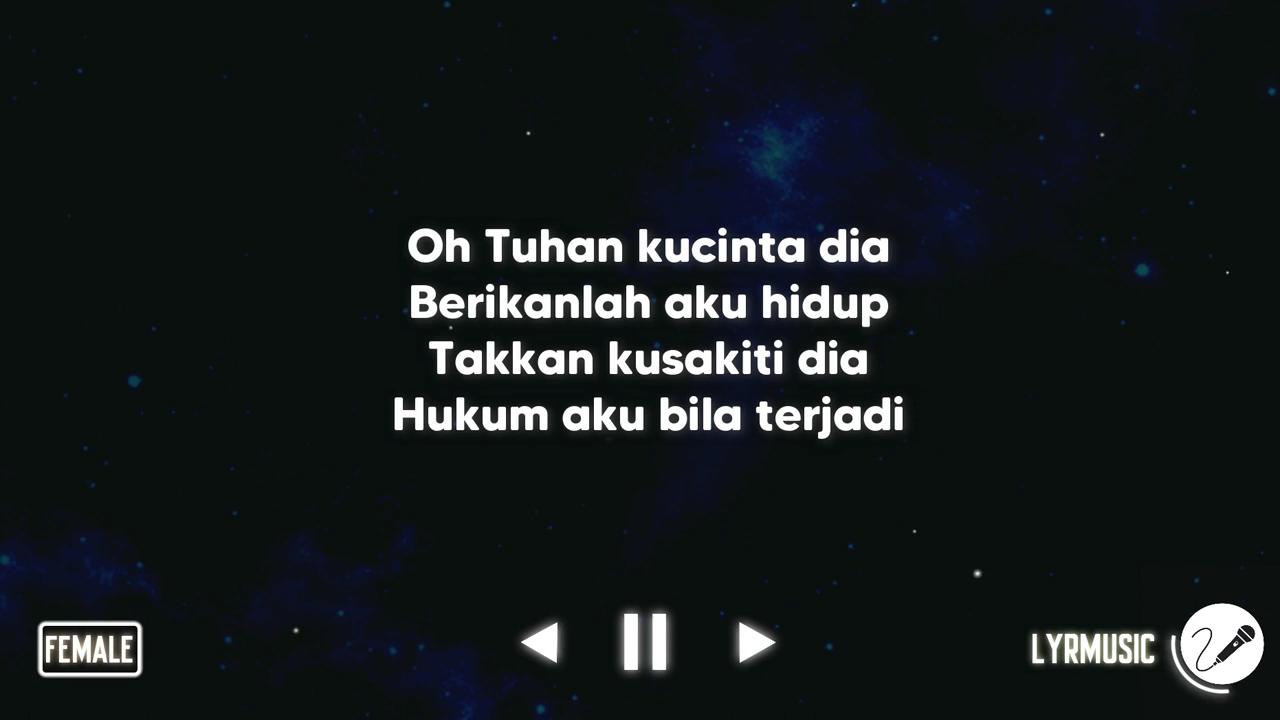 Oh Tuhan kucinta dia
Berikanlah aku hidup
Takkan kusakiti dia
Hukum aku bila terjadi
FEMALE
LYRMUSIC